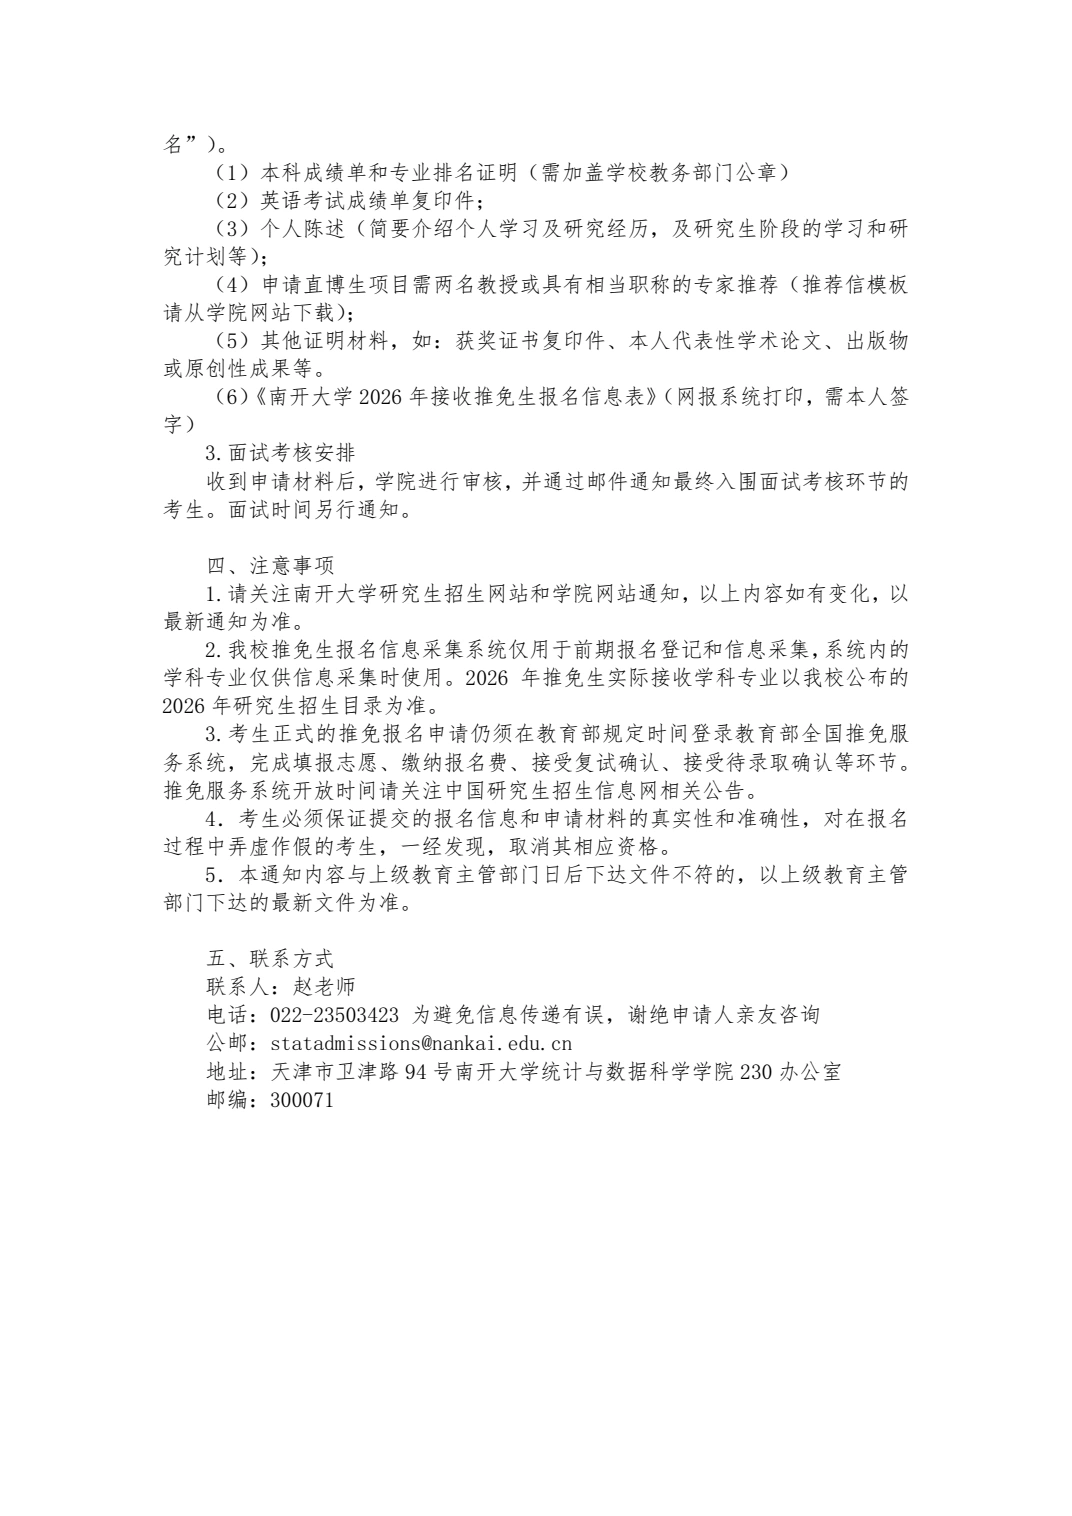 名”）。
（1）本科成绩单和专业排名证明（需加盖学校教务部门公章）
（2）英语考试成绩单复印件；
（3）个人陈述（简要介绍个人学习及研究经历，及研究生阶段的学习和研
究计划等）；
（4）申请直博生项目需两名教授或具有相当职称的专家推荐（推荐信模板
请从学院网站下载）；
（5）其他证明材料，如：获奖证书复印件、本人代表性学术论文、出版物
或原创性成果等。
（6）《南开大学 2026 年接收推免生报名信息表》（网报系统打印，需本人签
字）
3.面试考核安排
收到申请材料后，学院进行审核，并通过邮件通知最终入围面试考核环节的
考生。面试时间另行通知。
四、注意事项
1.请关注南开大学研究生招生网站和学院网站通知，以上内容如有变化，以
最新通知为准。
2.我校推免生报名信息采集系统仅用于前期报名登记和信息采集，系统内的
学科专业仅供信息采集时使用。2026 年推免生实际接收学科专业以我校公布的
2026 年研究生招生目录为准。
3.考生正式的推免报名申请仍须在教育部规定时间登录教育部全国推免服
务系统，完成填报志愿、缴纳报名费、接受复试确认、接受待录取确认等环节。
推免服务系统开放时间请关注中国研究生招生信息网相关公告。
4．考生必须保证提交的报名信息和申请材料的真实性和准确性，对在报名
过程中弄虚作假的考生，一经发现，取消其相应资格。
5．本通知内容与上级教育主管部门日后下达文件不符的，以上级教育主管
部门下达的最新文件为准。
五、联系方式
联系人：赵老师
电话：022-23503423 为避免信息传递有误，谢绝申请人亲友咨询
公邮：statadmissions@nankai.edu.cn
地址：天津市卫津路 94 号南开大学统计与数据科学学院 230 办公室
邮编：300071